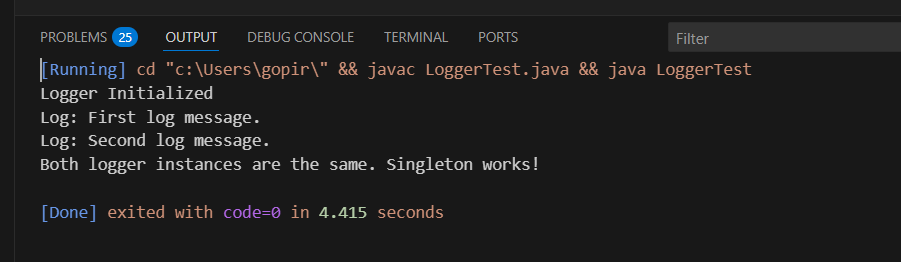 PROBLEMS 25 OUTPUT DEBUG CONSOLE TERMINAL PORTS Filter
[Running] cd "c:\Users\gopir\" && javac LoggerTest.java && java LoggerTest
Logger Initialized
Log: First log message.
Log: Second log message.
Both logger instances are the same. Singleton works!
[Done] exited with code=0 in 4.415 seconds